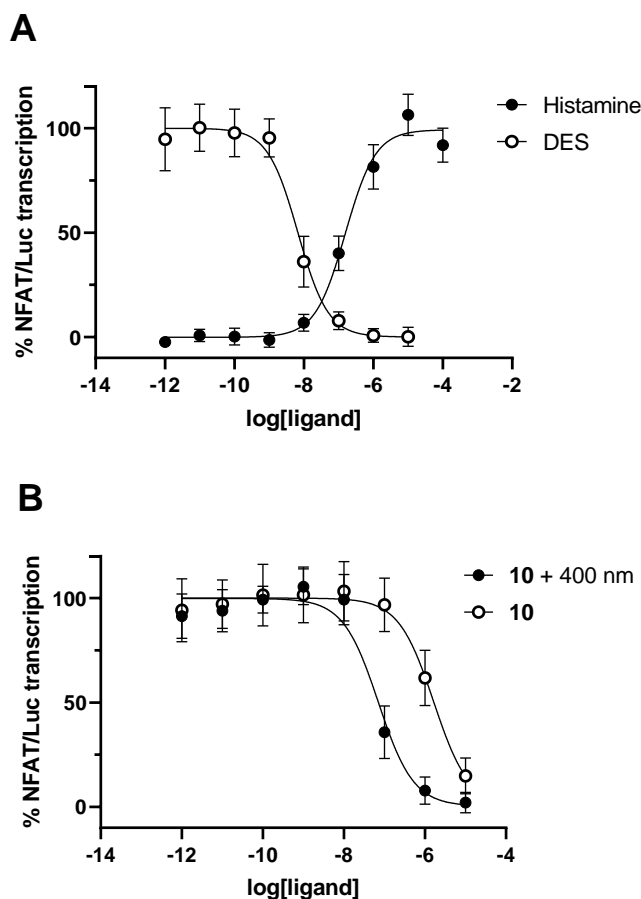 A
% NFAT/Luc transcription
100
50
0
-14 -12 -10 -8 -6 -4 -2
log[ligand]
Histamine
DES
B
% NFAT/Luc transcription
100
50
0
-14 -12 -10 -8 -6 -4
log[ligand]
10 + 400 nm
10